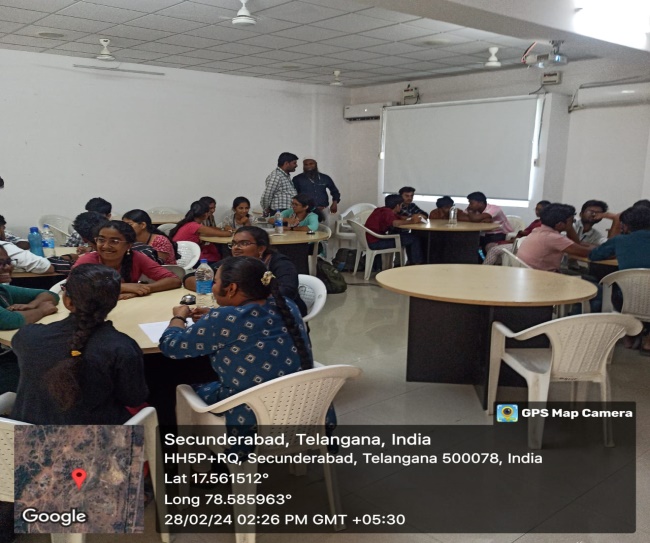 GPS Map Camera
Secunderabad, Telangana, India
HH5P+RQ, Secunderabad, Telangana 500078, India
Lat 17.561512°
Long 78.585963°
28/02/24 02:26 PM GMT +05:30
Google